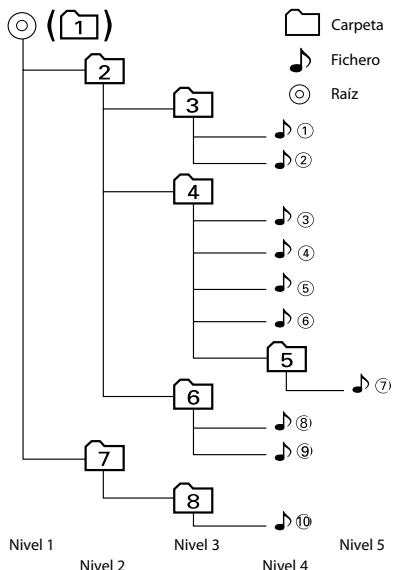 (1)
Carpeta
2
Fichero
3
Raíz
①
②
4
③
④
⑤
⑥
5
⑦
6
⑧
⑨
7
8
⑩
Nivel 1
Nivel 3
Nivel 5
Nivel 2
Nivel 4